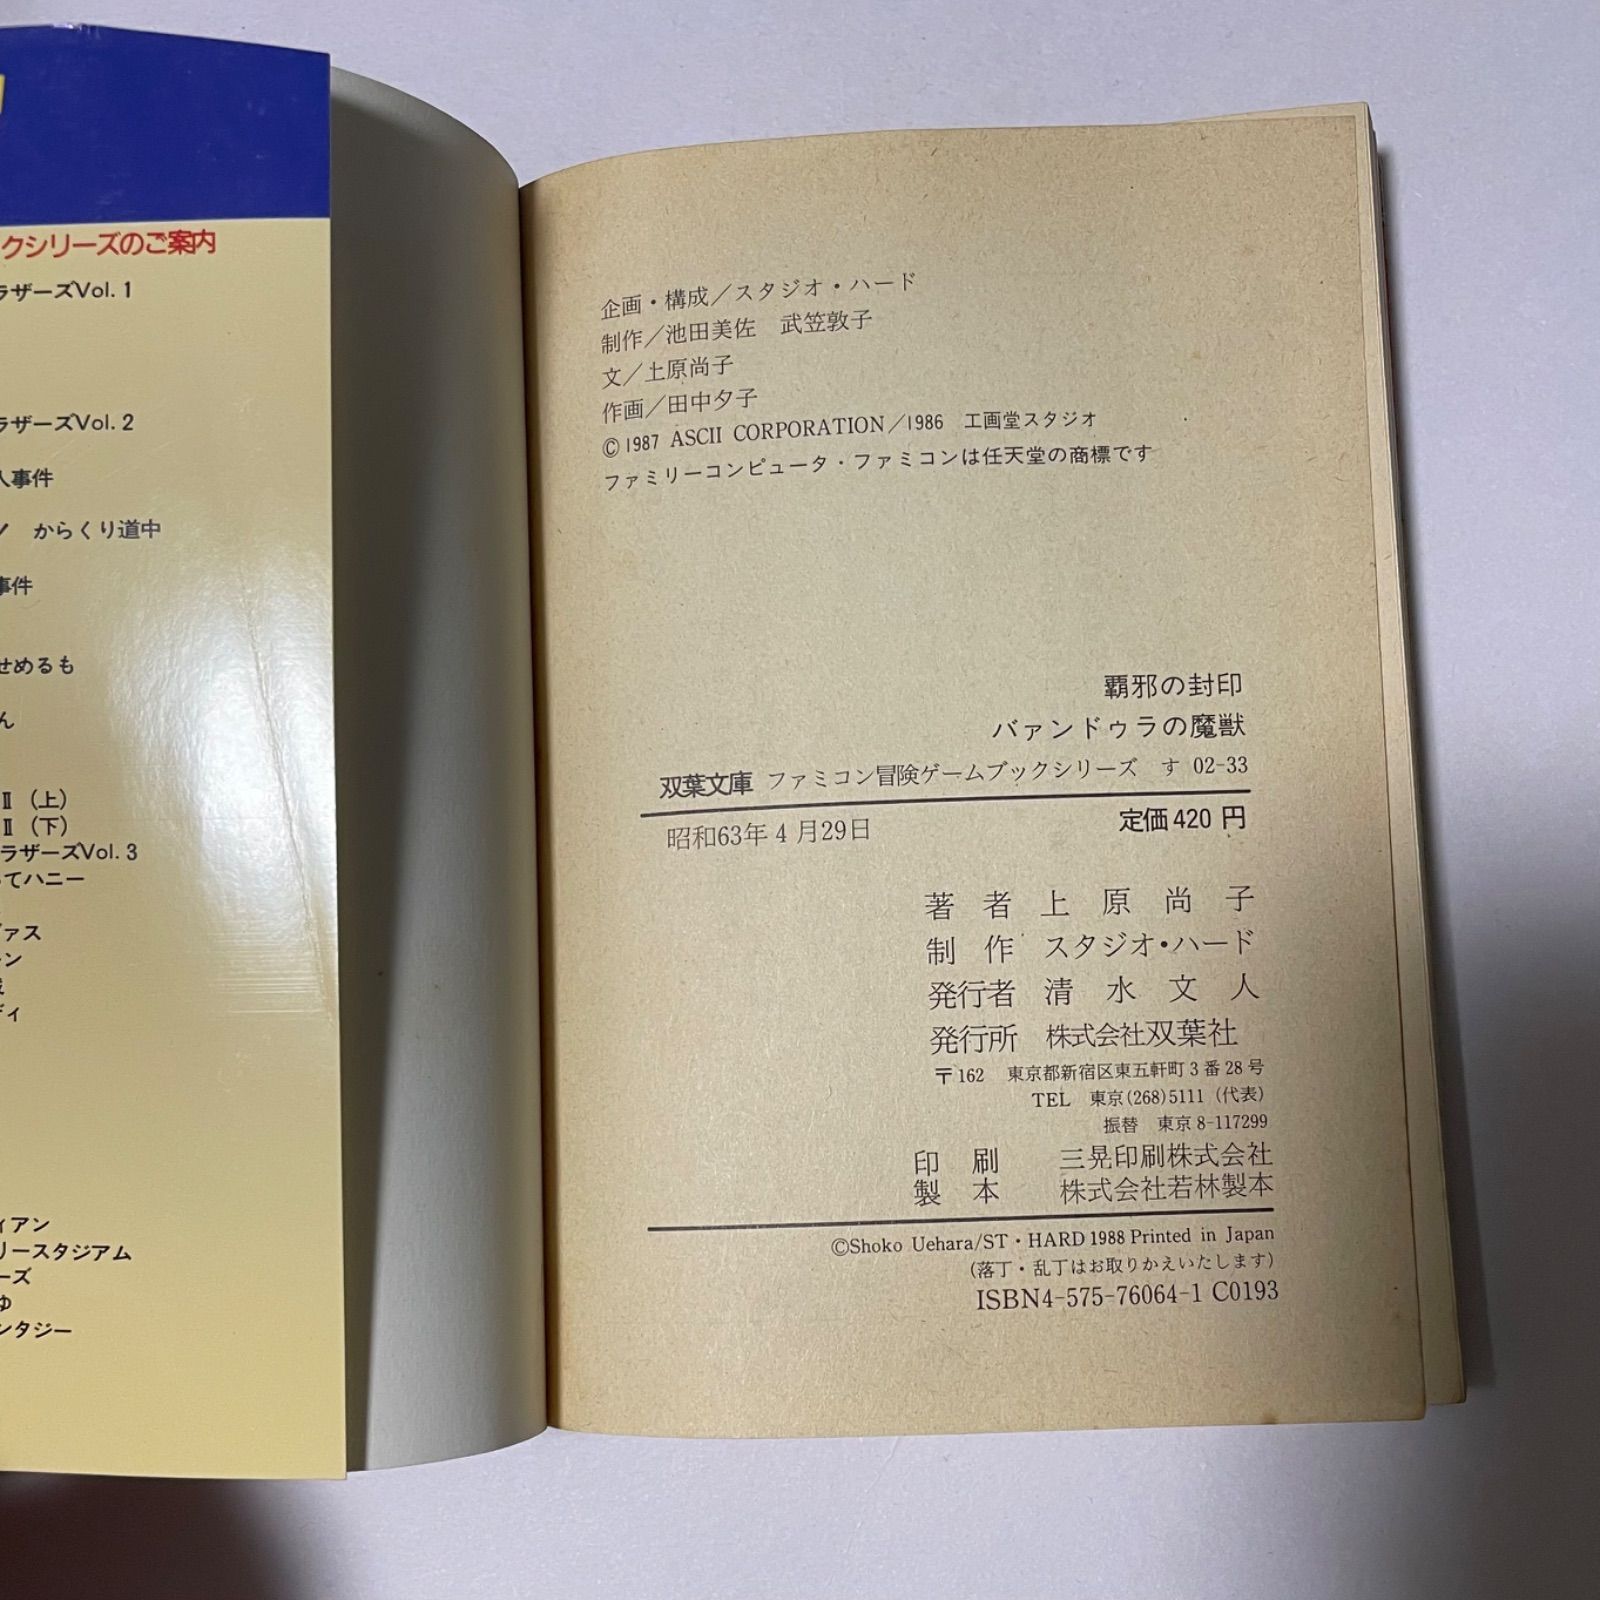 クシリーズのご案内
ラザーズVol. 1
ラザーズVol. 2
人事件
からくり道中
事件
せめるも
ん
II（上）
II（下）
ラザーズVol. 3
てハニー
ァス
ン
ディ
ィアン
リースタジアム
ーズ
ゆ
ンタジー
企画・構成／スタジオ・ハード
制作／池田美佐　武笠敦子
文／上原尚子
作画／田中夕子
© 1987 ASCII CORPORATION／1986　工画堂スタジオ
ファミリーコンピュータ・ファミコンは任天堂の商標です
覇邪の封印
バァンドゥラの魔獣
双葉文庫 ファミコン冒険ゲームブックシリーズ　す 02-33
昭和63年4月29日　定価420円
著者　上原尚子
制作　スタジオ・ハード
発行者　清水文人
発行所　株式会社双葉社
〒162　東京都新宿区東五軒町3番28号
TEL　東京(268)5111（代表）
振替　東京8-117299
印刷　三晃印刷株式会社
製本　株式会社若林製本
©Shoko Uehara/ST・HARD 1988 Printed in Japan
（落丁・乱丁はお取りかえいたします）
ISBN4-575-76064-1 C0193